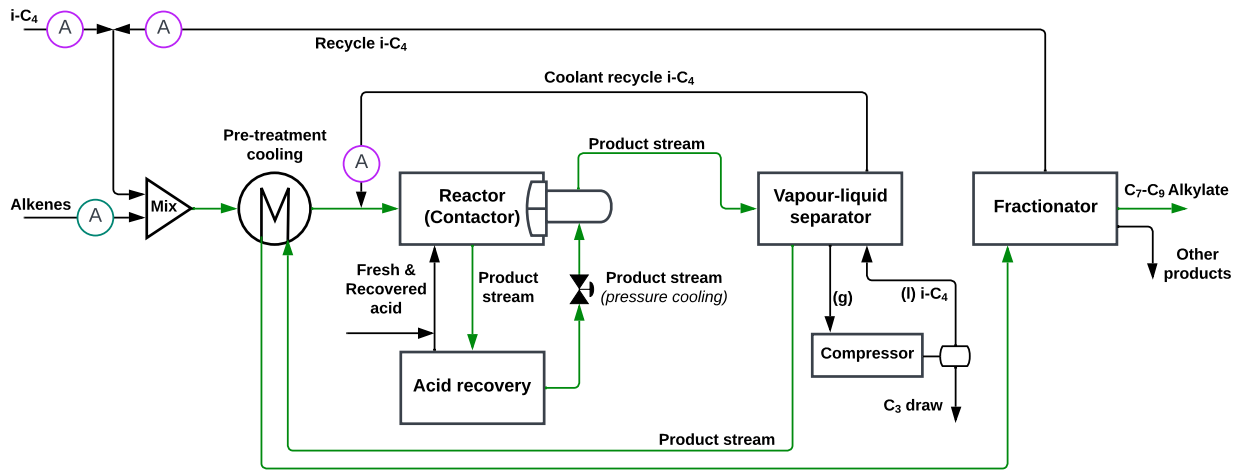 i-C₄
A
A
Recycle i-C₄
Coolant recycle i-C₄
Pre-treatment
cooling
A
Product stream
Alkenes
A
Mix
Reactor
(Contactor)
Vapour-liquid
separator
Fractionator
C₇-C₉ Alkylate
Other
products
Fresh &
Recovered
acid
Product
stream
Product stream
(pressure cooling)
(g)
(l) i-C₄
Compressor
Acid recovery
C₃ draw
Product stream